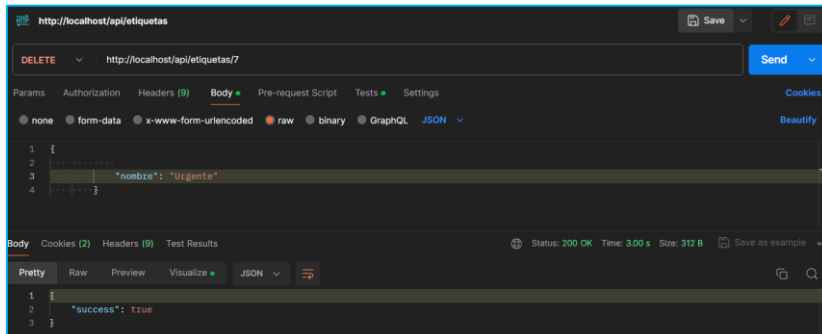 http://localhost/api/etiquetas Save
DELETE http://localhost/api/etiquetas/7 Send
Params Authorization Headers (9) Body Pre-request Script Tests Settings Cookies
none form-data x-www-form-urlencoded raw binary GraphQL JSON Beautify
1 {
2
3 "nombre": "Urgente"
4 }
Body Cookies (2) Headers (9) Test Results Status: 200 OK Time: 3.00 s Size: 312 B Save as example
Pretty Raw Preview Visualize JSON
1 {
2 "success": true
3 }